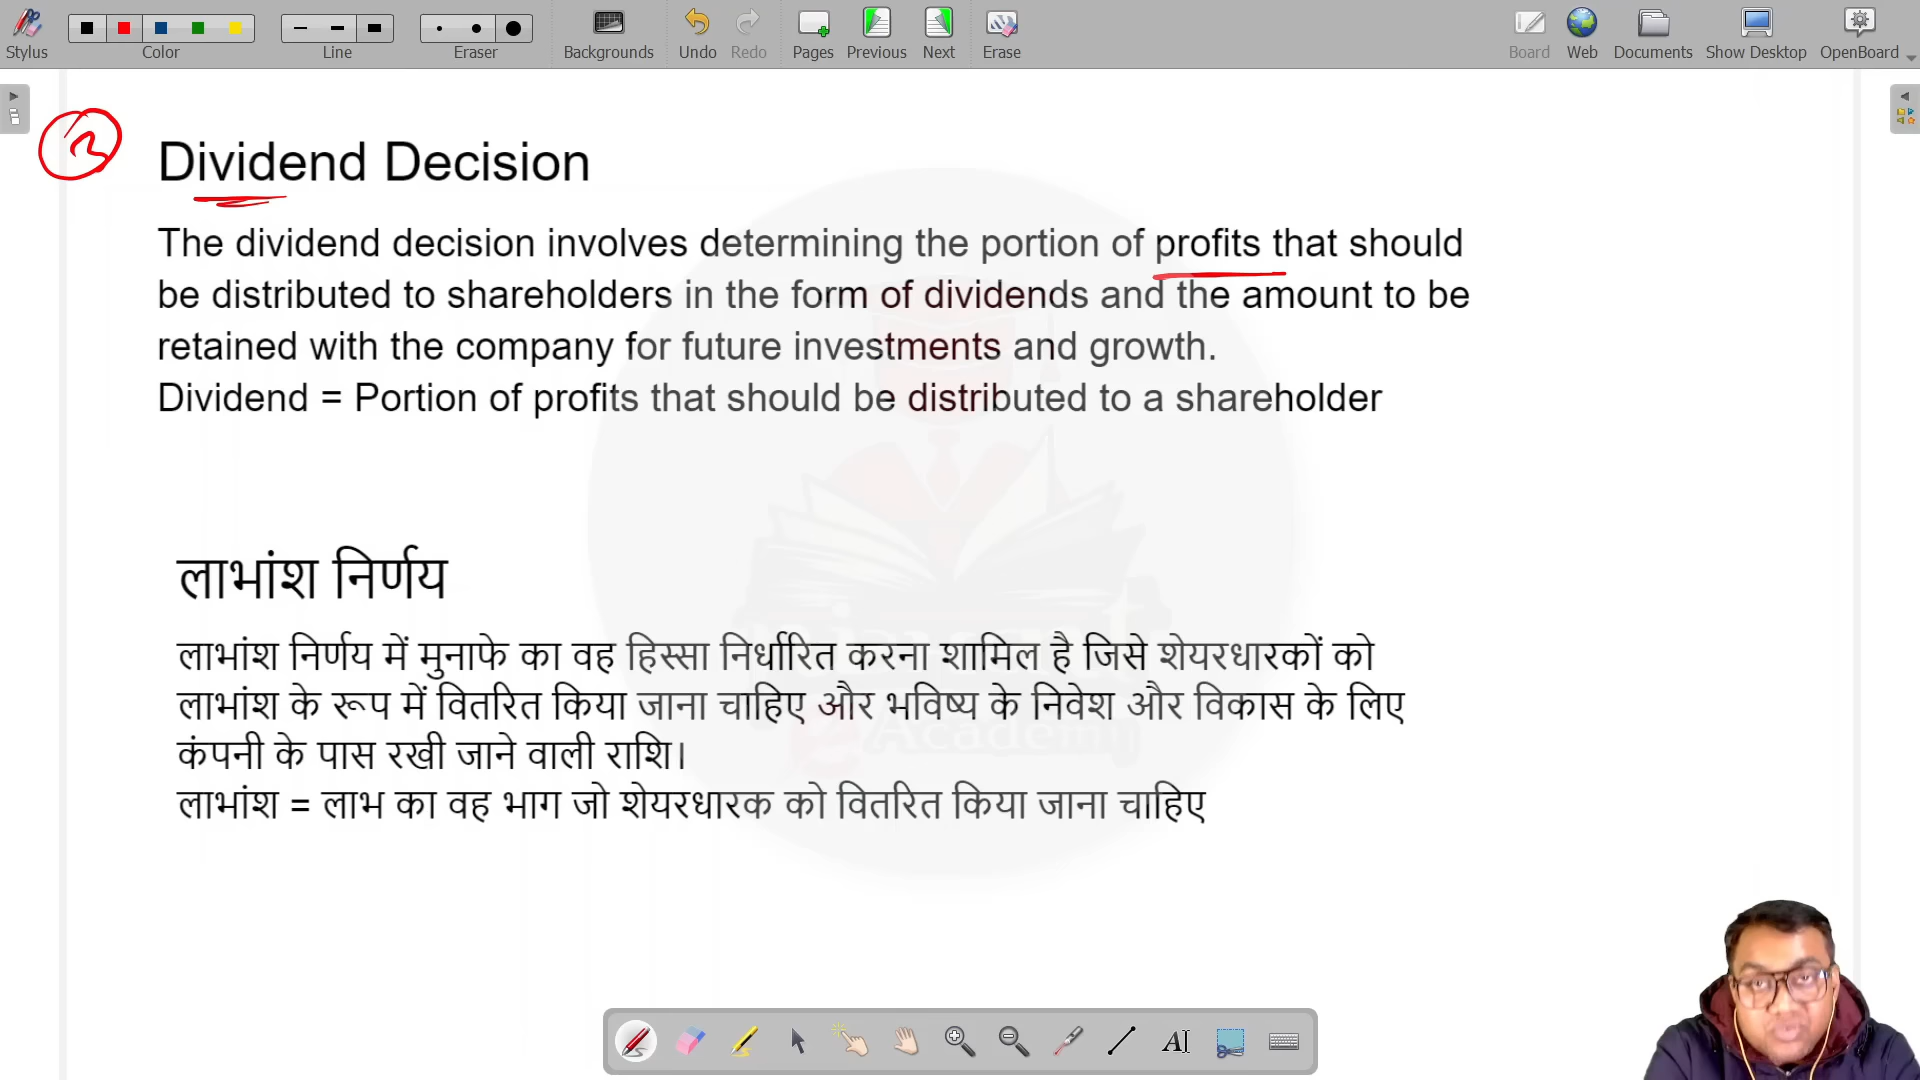 Stylus
Color
Line
Eraser
Backgrounds
Undo
Redo
Pages
Previous
Next
Erase
Board
Web
Documents
Show Desktop
OpenBoard
Dividend Decision
The dividend decision involves determining the portion of profits that should
be distributed to shareholders in the form of dividends and the amount to be
retained with the company for future investments and growth.
Dividend = Portion of profits that should be distributed to a shareholder
लाभांश निर्णय
लाभांश निर्णय में मुनाफे का वह हिस्सा निर्धारित करना शामिल है जिसे शेयरधारकों को
लाभांश के रूप में वितरित किया जाना चाहिए और भविष्य के निवेश और विकास के लिए
कंपनी के पास रखी जाने वाली राशि।
लाभांश = लाभ का वह भाग जो शेयरधारक को वितरित किया जाना चाहिए
Academy
AI